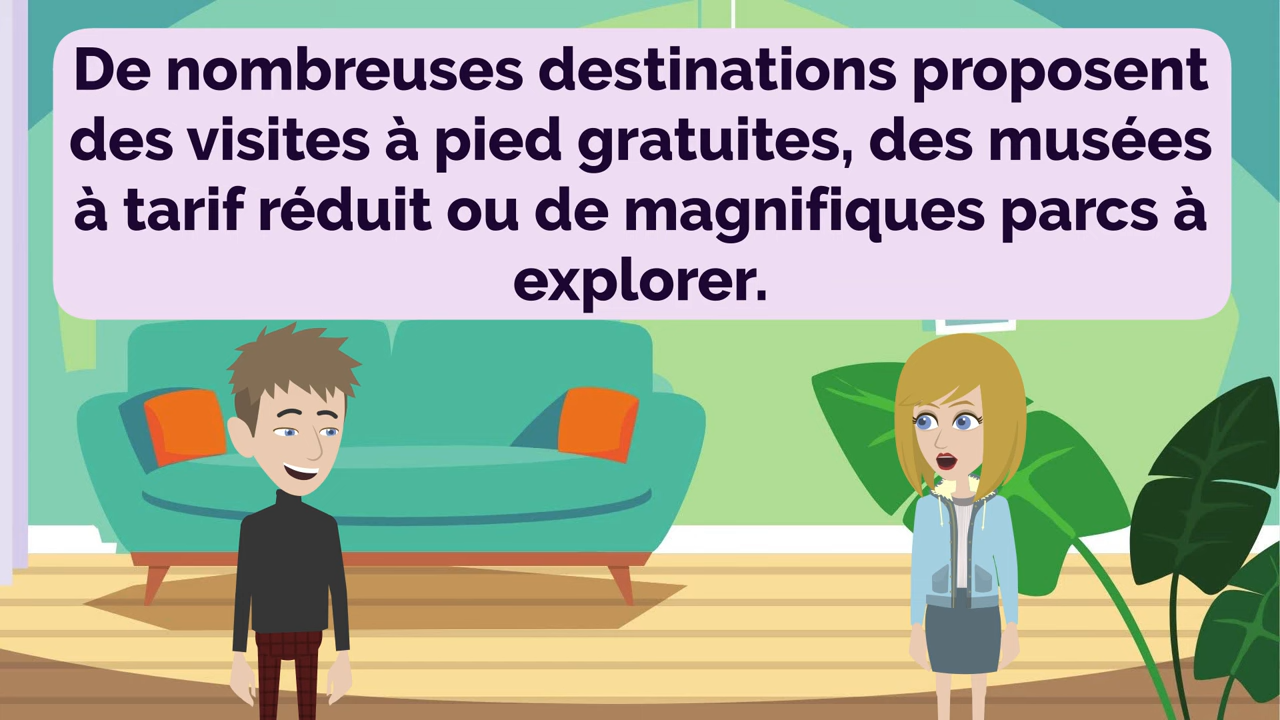 De nombreuses destinations proposent
des visites à pied gratuites, des musées
à tarif réduit ou de magnifiques parcs à
explorer.